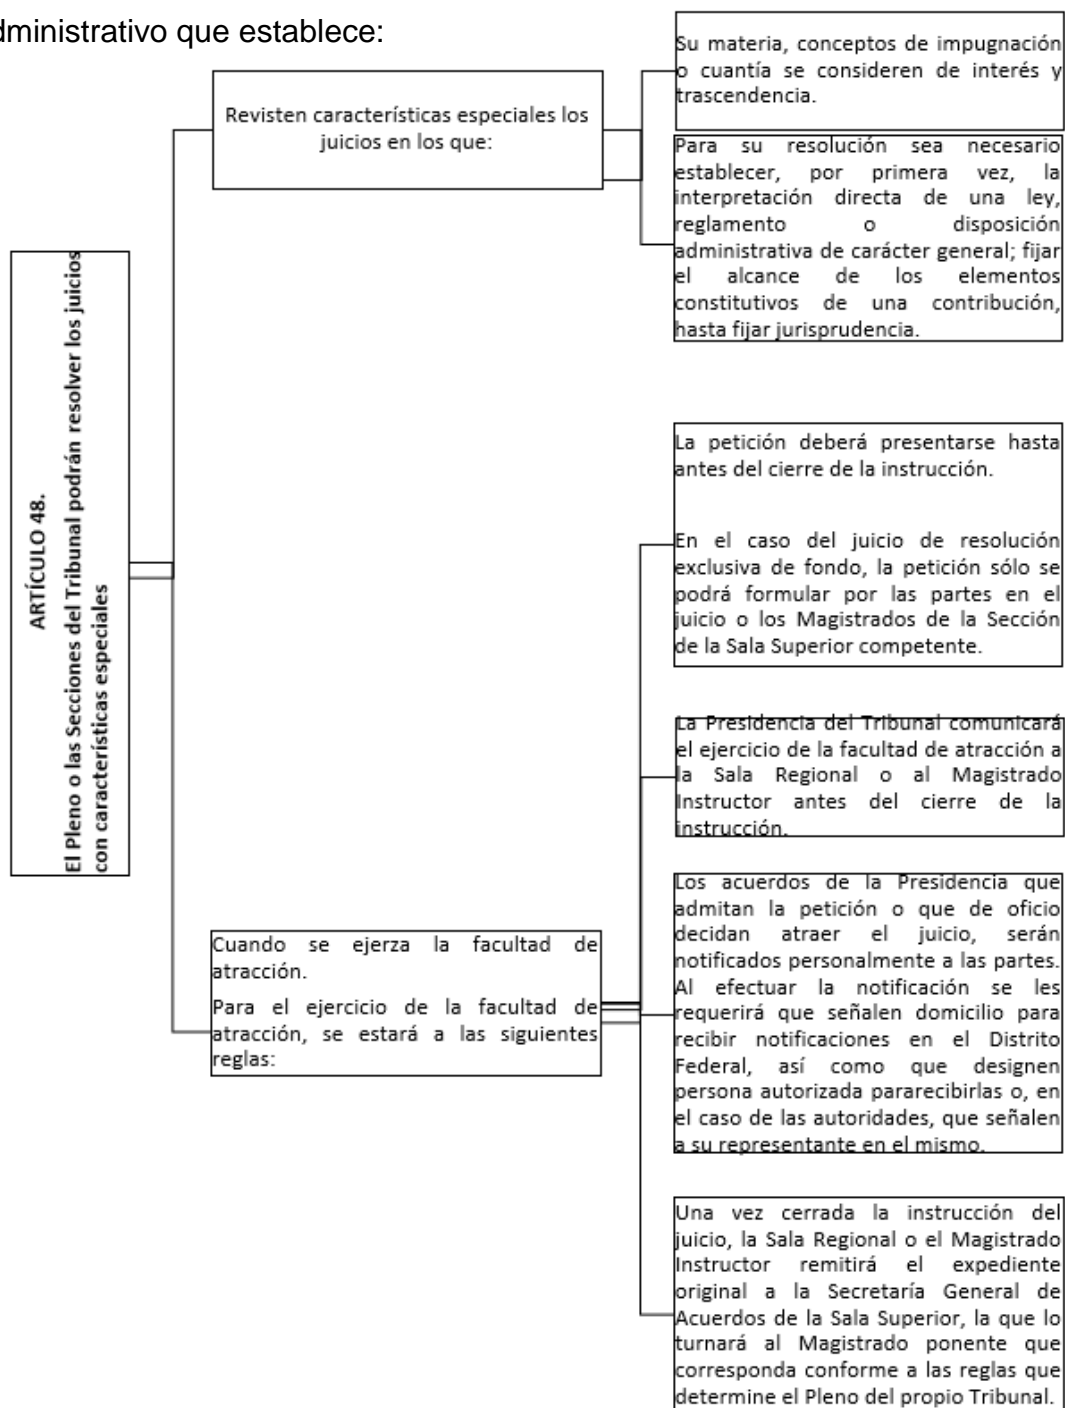 dministrativo que establece:
ARTÍCULO 48.
El Pleno o las Secciones del Tribunal podrán resolver los juicios
con características especiales
Revisten características especiales los
juicios en los que:
Su materia, conceptos de impugnación
o cuantía se consideren de interés y
trascendencia.
Para su resolución sea necesario
establecer, por primera vez, la
interpretación directa de una ley,
reglamento o disposición
administrativa de carácter general; fijar
el alcance de los elementos
constitutivos de una contribución,
hasta fijar jurisprudencia.
Cuando se ejerza la facultad de
atracción.
Para el ejercicio de la facultad de
atracción, se estará a las siguientes
reglas:
La petición deberá presentarse hasta
antes del cierre de la instrucción.
En el caso del juicio de resolución
exclusiva de fondo, la petición sólo se
podrá formular por las partes en el
juicio o los Magistrados de la Sección
de la Sala Superior competente.
La Presidencia del Tribunal comunicará
el ejercicio de la facultad de atracción a
la Sala Regional o al Magistrado
Instructor antes del cierre de la
instrucción.
Los acuerdos de la Presidencia que
admitan la petición o que de oficio
decidan atraer el juicio, serán
notificados personalmente a las partes.
Al efectuar la notificación se les
requerirá que señalen domicilio para
recibir notificaciones en el Distrito
Federal, así como que designen
persona autorizada pararecibirlas o, en
el caso de las autoridades, que señalen
a su representante en el mismo.
Una vez cerrada la instrucción del
juicio, la Sala Regional o el Magistrado
Instructor remitirá el expediente
original a la Secretaría General de
Acuerdos de la Sala Superior, la que lo
turnará al Magistrado ponente que
corresponda conforme a las reglas que
determine el Pleno del propio Tribunal.